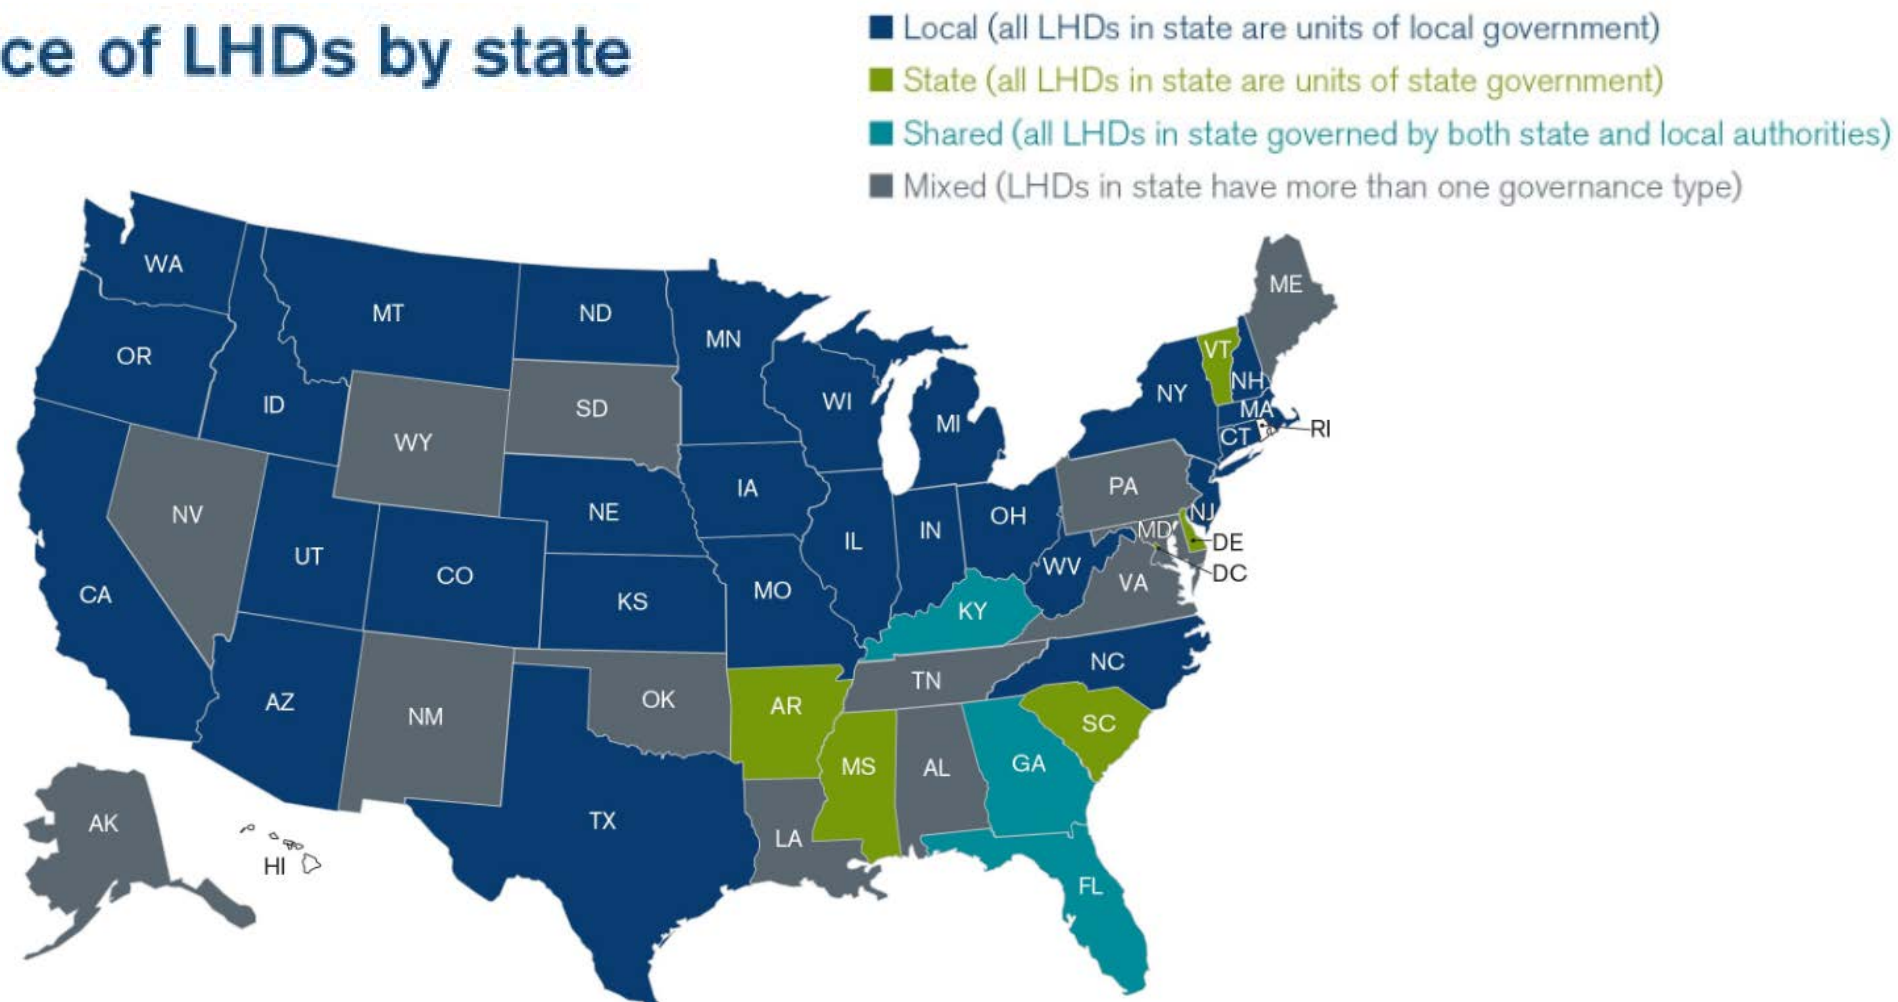 ce of LHDs by state
Local (all LHDs in state are units of local government)
State (all LHDs in state are units of state government)
Shared (all LHDs in state governed by both state and local authorities)
Mixed (LHDs in state have more than one governance type)
WA
MT
ND
MN
ME
OR
ID
WY
SD
WI
MI
NY
VT
NH
MA
CT
RI
NV
UT
CO
NE
IA
IL
IN
OH
PA
NJ
MD
DE
DC
CA
KS
MO
KY
WV
VA
AZ
NM
OK
AR
TN
NC
TX
LA
MS
AL
GA
SC
AK
HI
FL